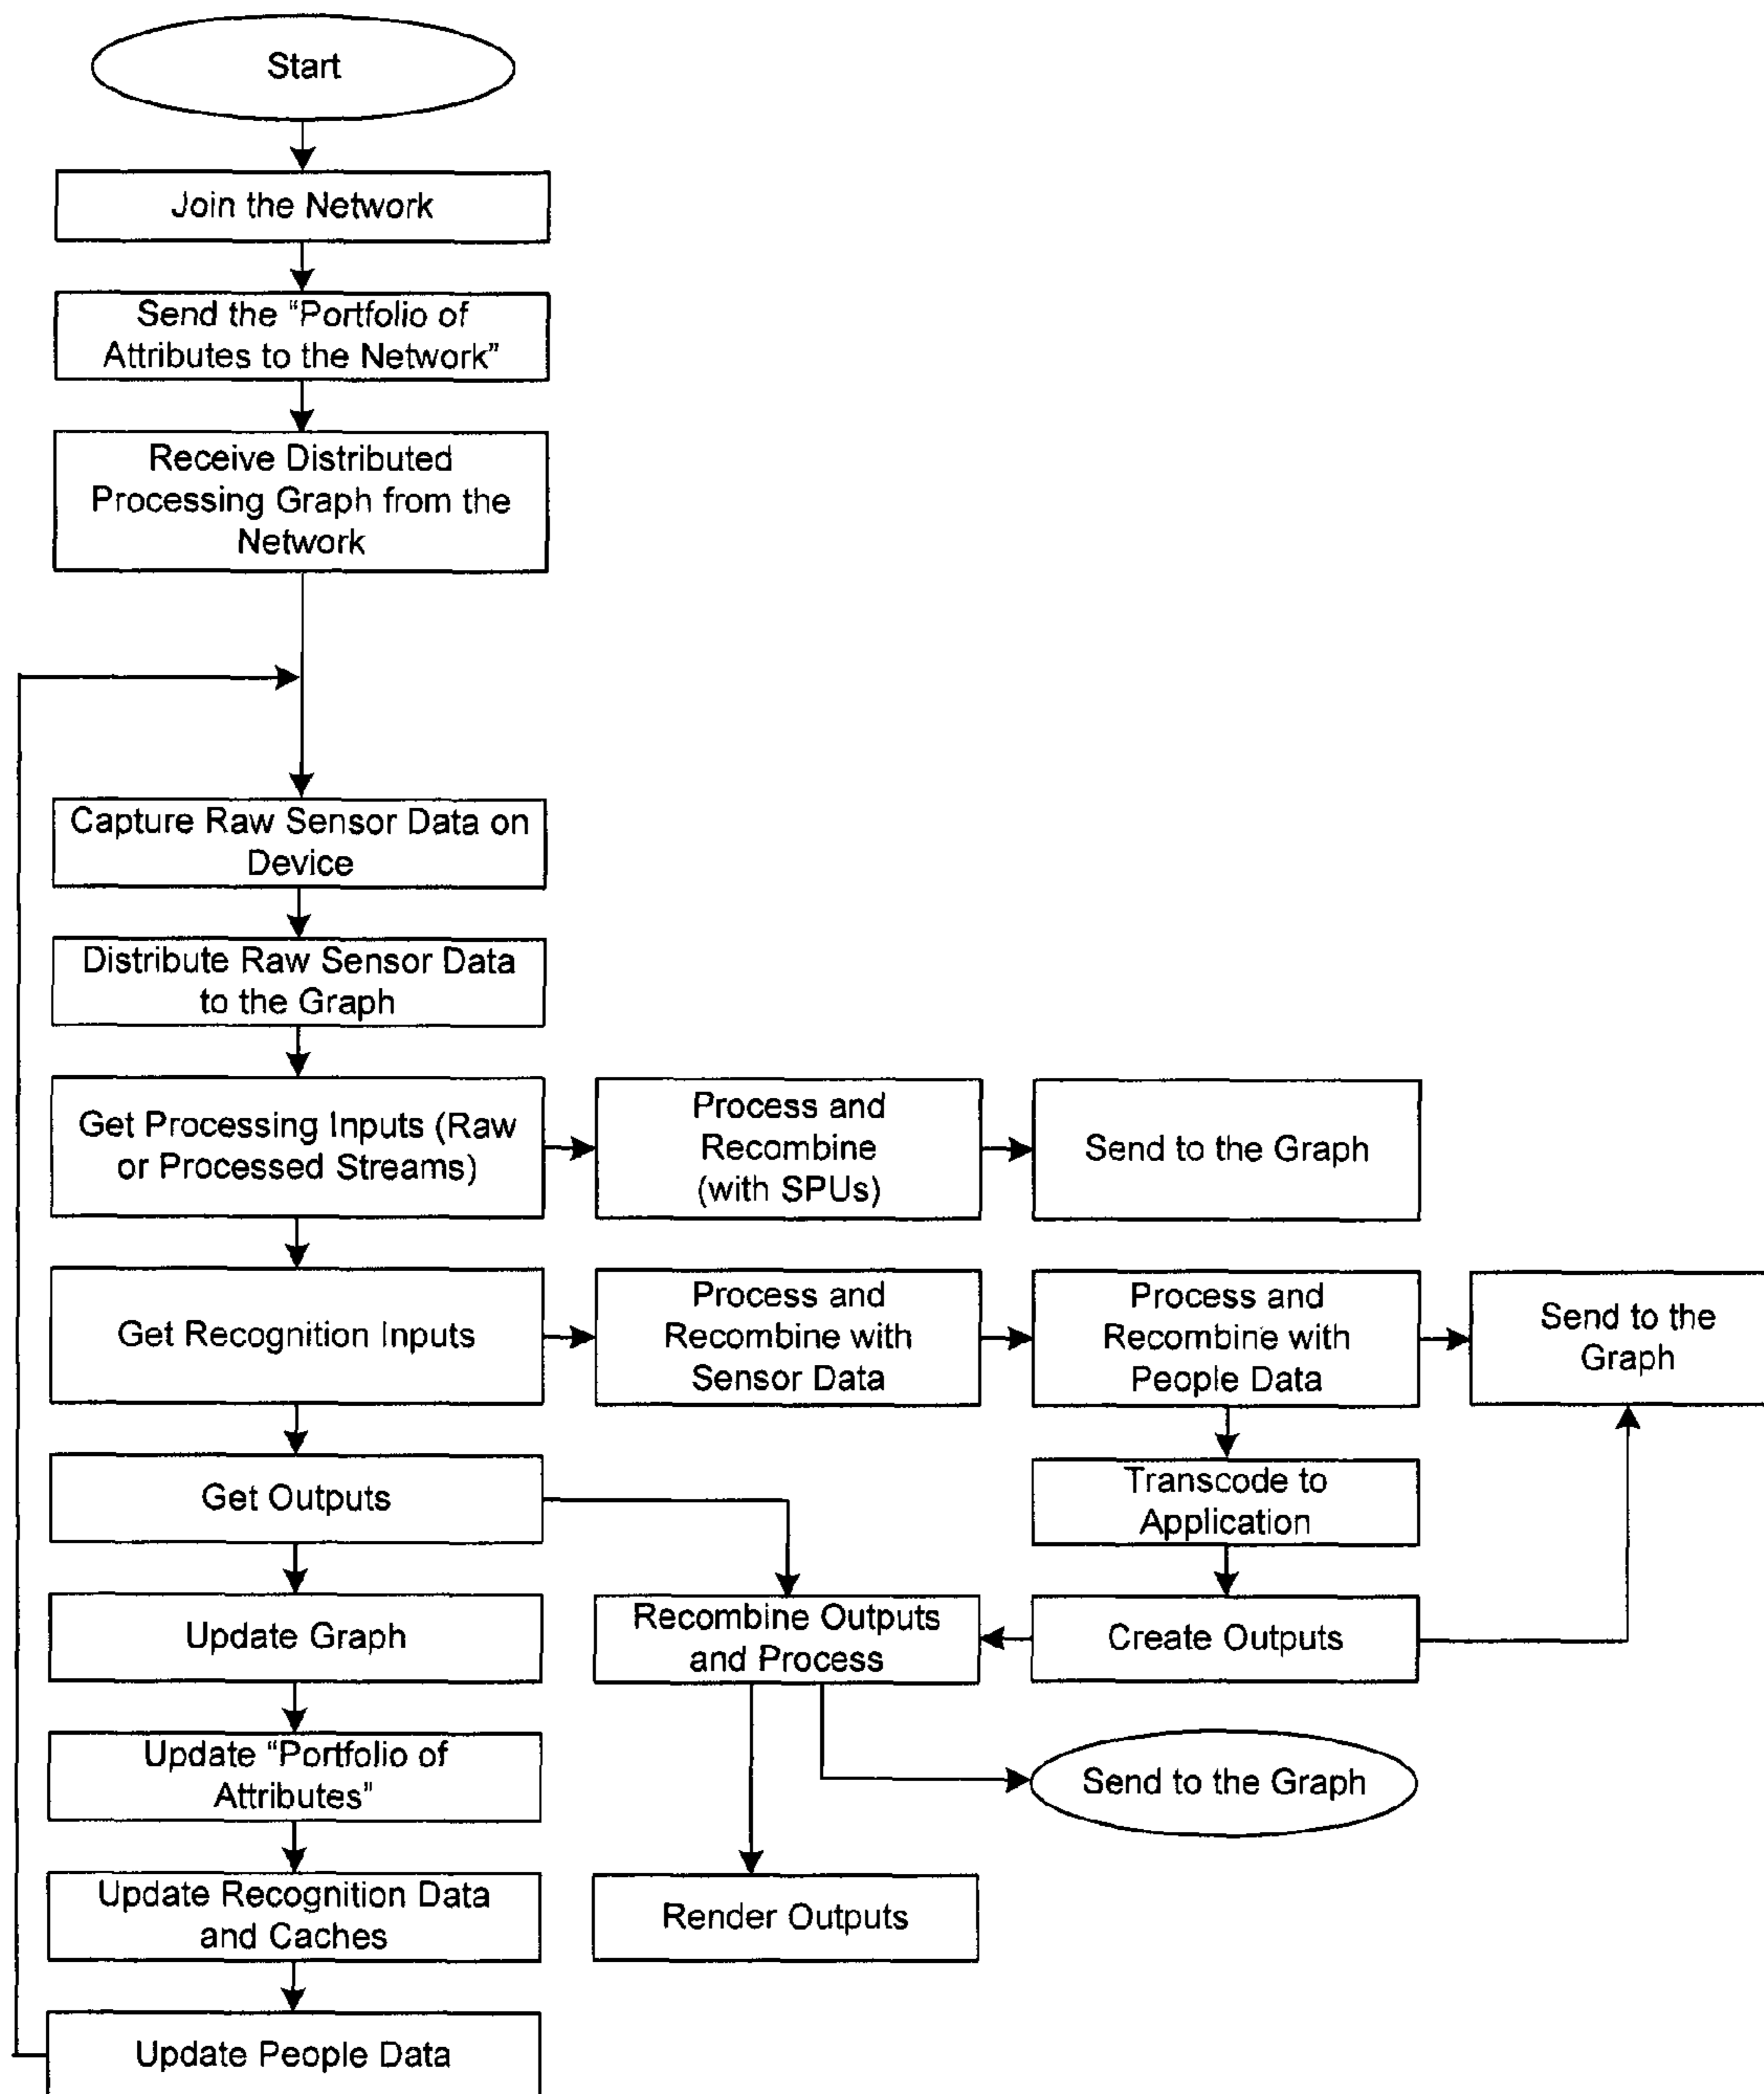 Start
Join the Network
Send the “Portfolio of
Attributes to the Network”
Receive Distributed
Processing Graph from the
Network
Capture Raw Sensor Data on
Device
Distribute Raw Sensor Data
to the Graph
Get Processing Inputs (Raw
or Processed Streams)
Process and
Recombine
(with SPUs)
Send to the Graph
Get Recognition Inputs
Process and
Recombine with
Sensor Data
Process and
Recombine with
People Data
Send to the
Graph
Get Outputs
Transcode to
Application
Update Graph
Recombine Outputs
and Process
Create Outputs
Update “Portfolio of
Attributes”
Send to the Graph
Update Recognition Data
and Caches
Render Outputs
Update People Data